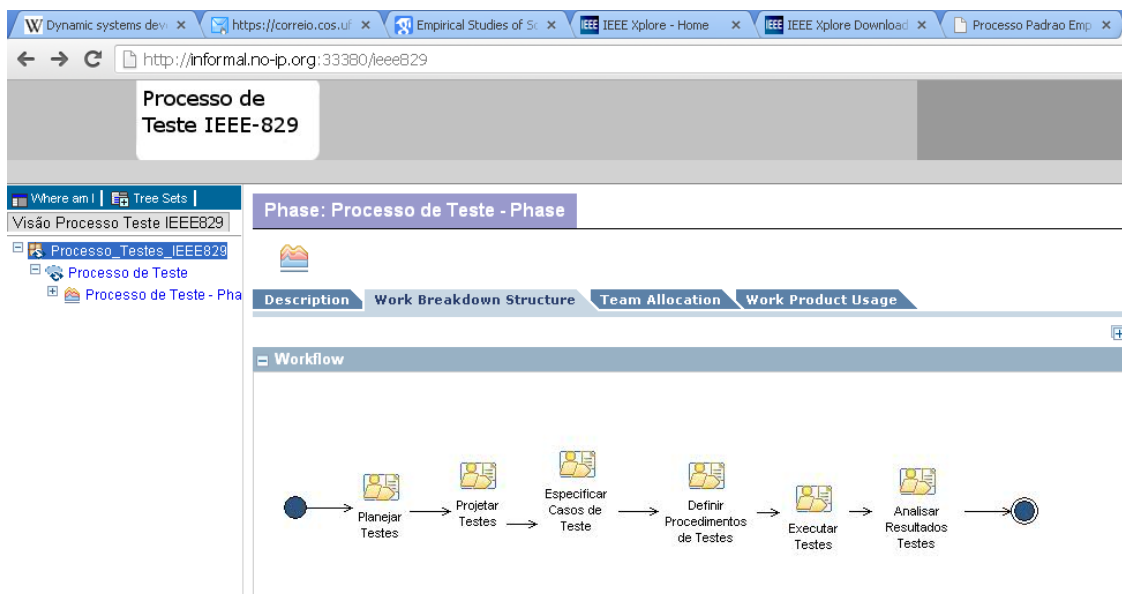 Dynamic systems dev
https://correio.cos.uf
Empirical Studies of So
IEEE Xplore - Home
IEEE Xplore Download
Processo Padrao Emp
http://informal.no-ip.org:33380/ieee829
Processo de
Teste IEEE-829
Where am I
Tree Sets
Visão Processo Teste IEEE829
Processo_Testes_IEEE829
Processo de Teste
Processo de Teste - Pha
Phase: Processo de Teste - Phase
Description
Work Breakdown Structure
Team Allocation
Work Product Usage
Workflow
Planejar
Testes
Projetar
Testes
Especificar
Casos de
Teste
Definir
Procedimentos
de Testes
Executar
Testes
Analisar
Resultados
Testes